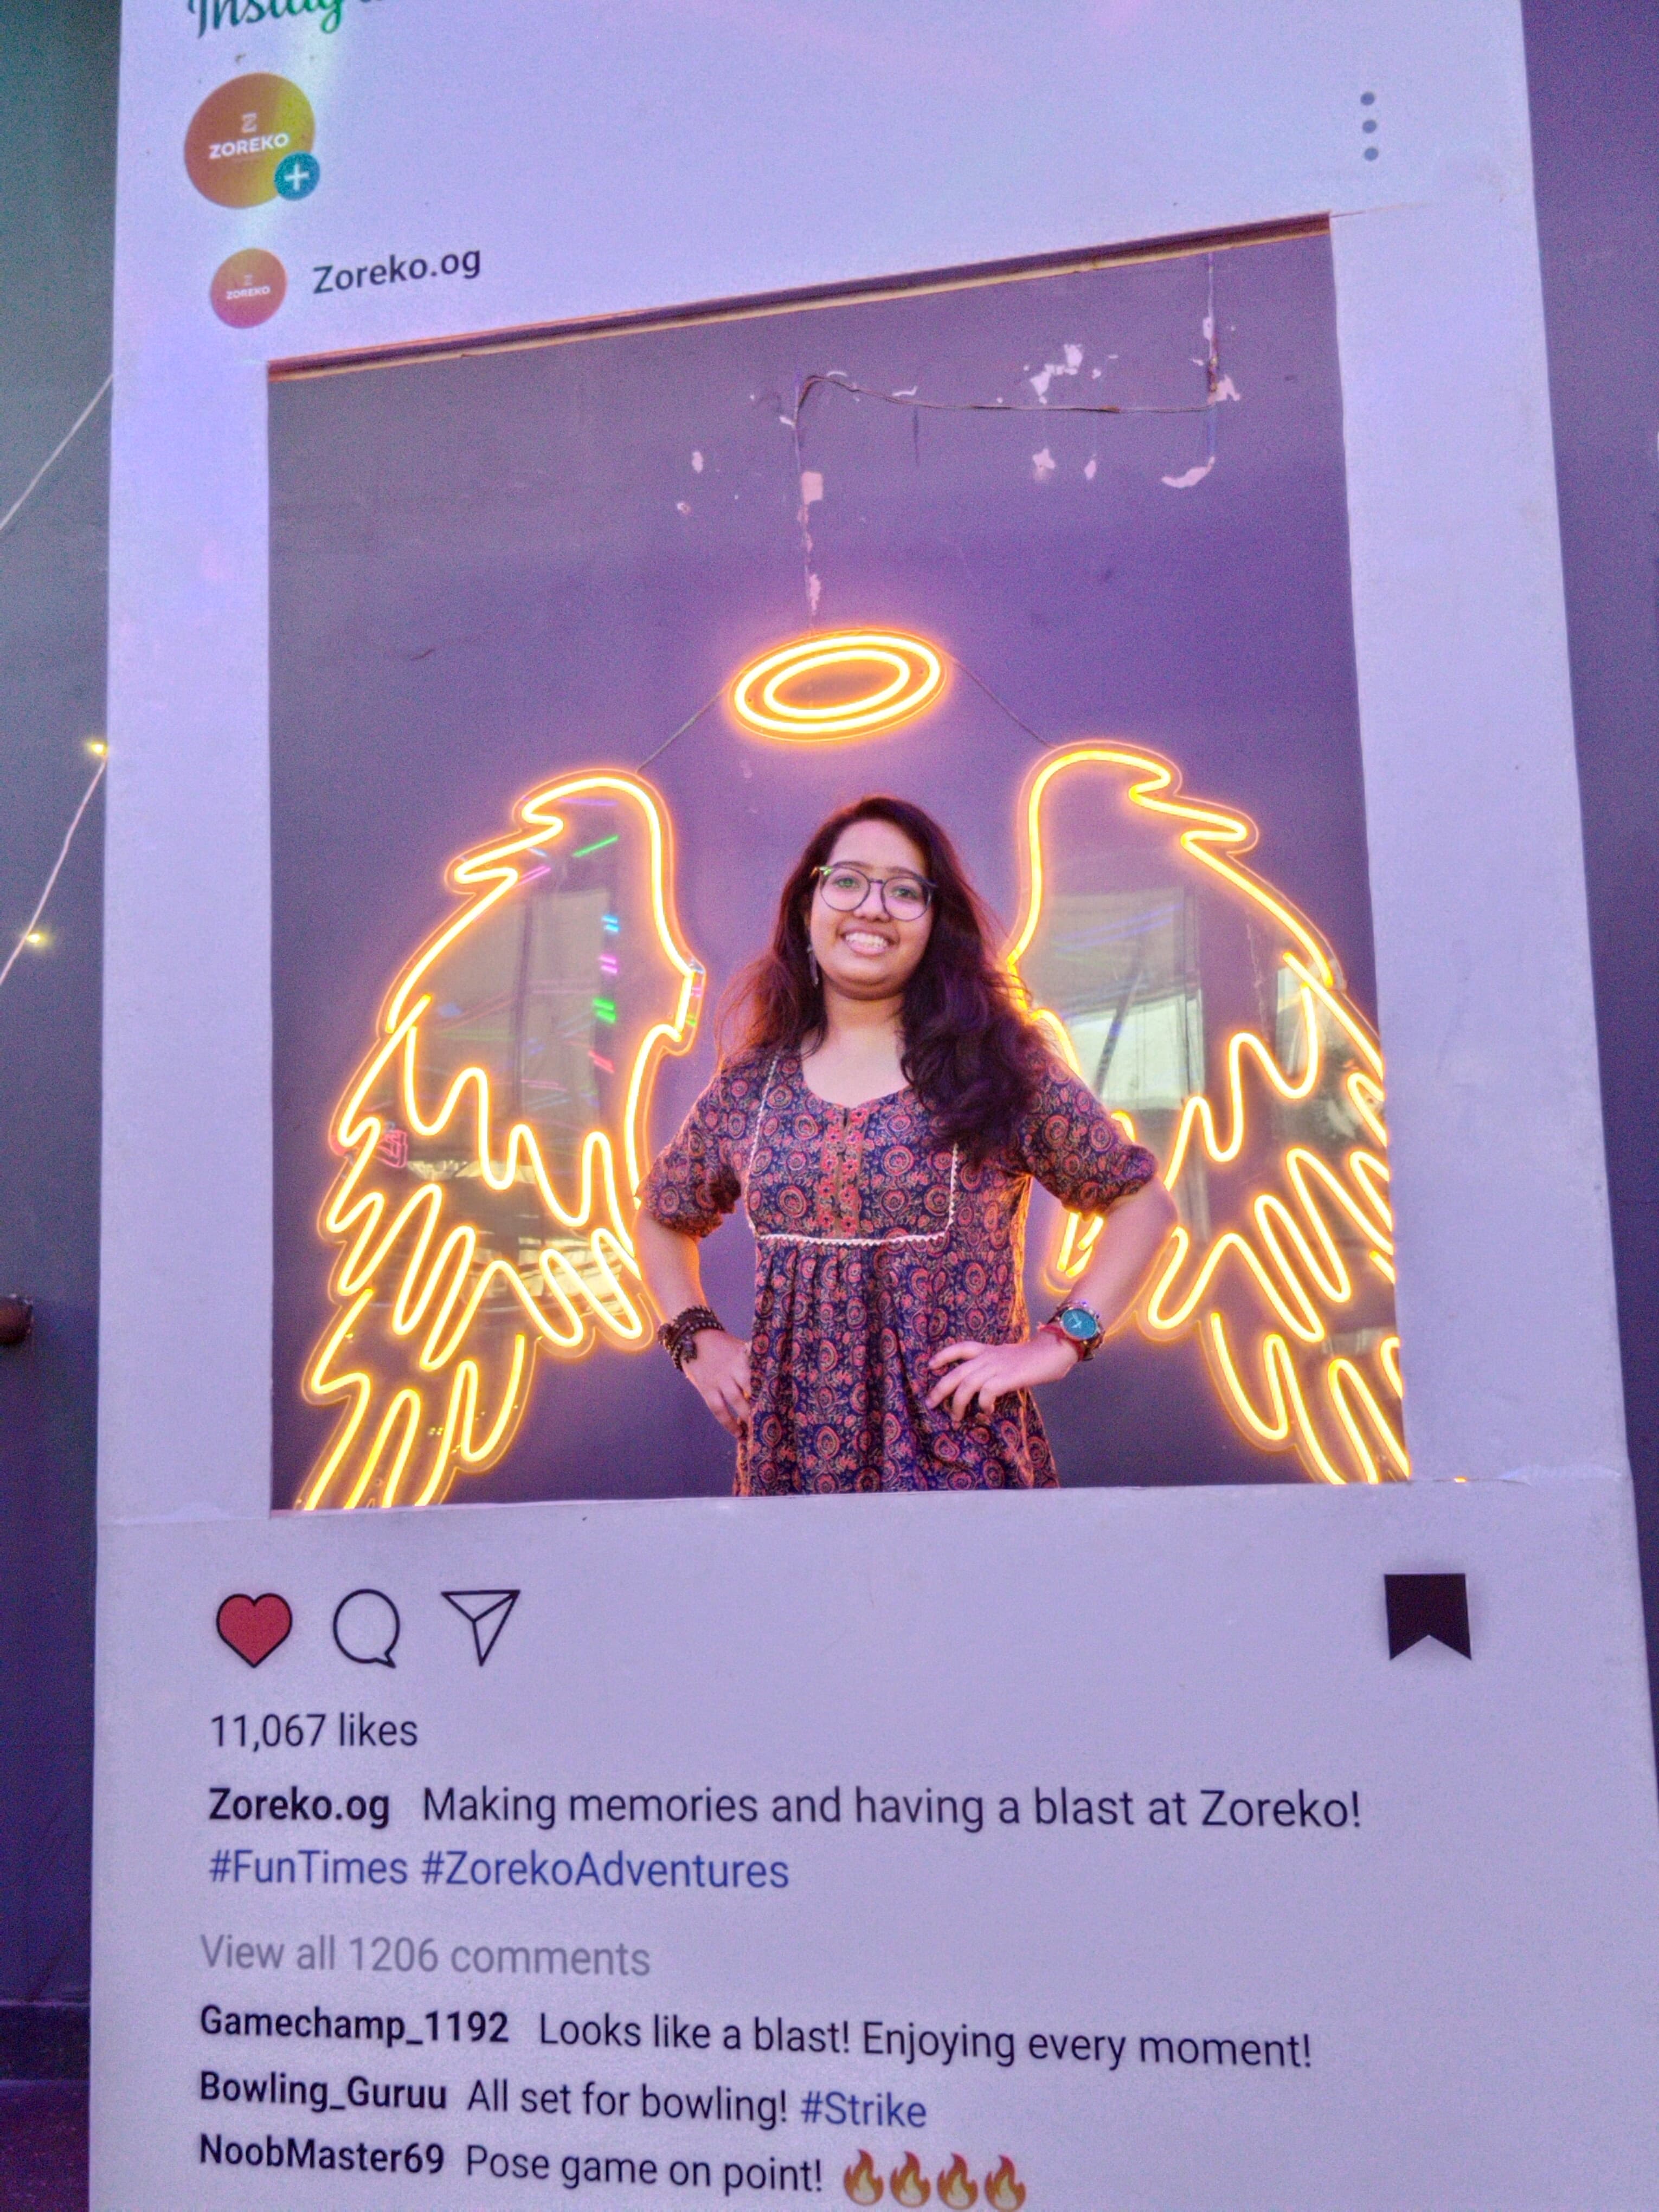 Z
ZOREKO
Z
ZOREKO
Zoreko.og
11,067 likes
Zoreko.og Making memories and having a blast at Zoreko!
#FunTimes #ZorekoAdventures
View all 1206 comments
Gamechamp_1192 Looks like a blast! Enjoying every moment!
Bowling_Guruu All set for bowling! #Strike
NoobMaster69 Pose game on point! 🔥🔥🔥🔥